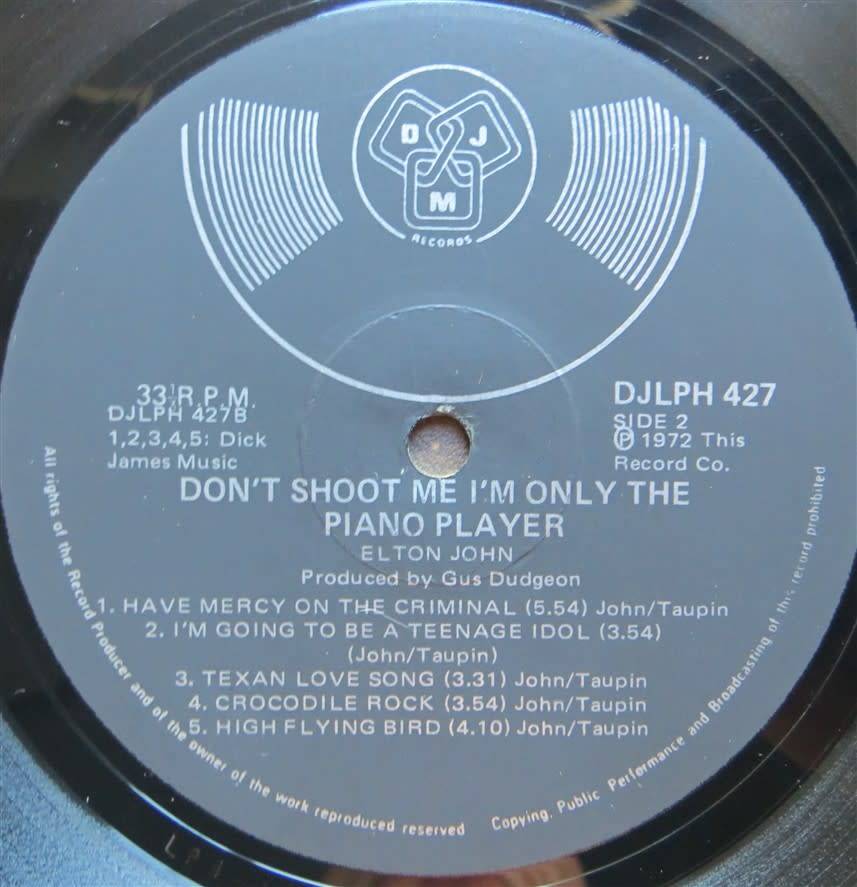 D J
M
RECORDS
33⅓ R.P.M.
DJLPH 427B
1,2,3,4,5: Dick
James Music
DJLPH 427
SIDE 2
℗ 1972 This
Record Co.
DON'T SHOOT ME I'M ONLY THE
PIANO PLAYER
ELTON JOHN
Produced by Gus Dudgeon
1. HAVE MERCY ON THE CRIMINAL (5.54) John/Taupin
2. I'M GOING TO BE A TEENAGE IDOL (3.54)
(John/Taupin)
3. TEXAN LOVE SONG (3.31) John/Taupin
4. CROCODILE ROCK (3.54) John/Taupin
5. HIGH FLYING BIRD (4.10) John/Taupin
All rights of the Record Producer and of the owner of the work reproduced reserved
Copying, Public Performance and Broadcasting of this record prohibited